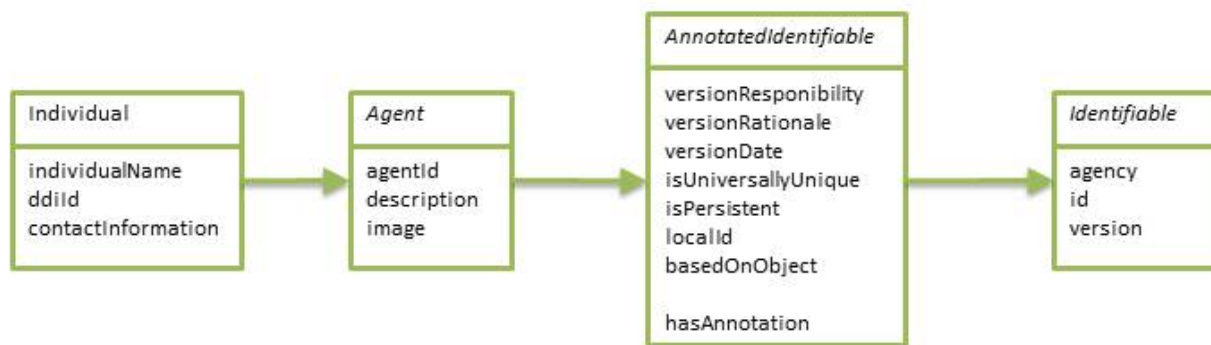 Individual
individualName
ddiId
contactInformation
Agent
agentId
description
image
AnnotatedIdentifiable
versionResponibility
versionRationale
versionDate
isUniversallyUnique
isPersistent
localId
basedOnObject
hasAnnotation
Identifiable
agency
id
version